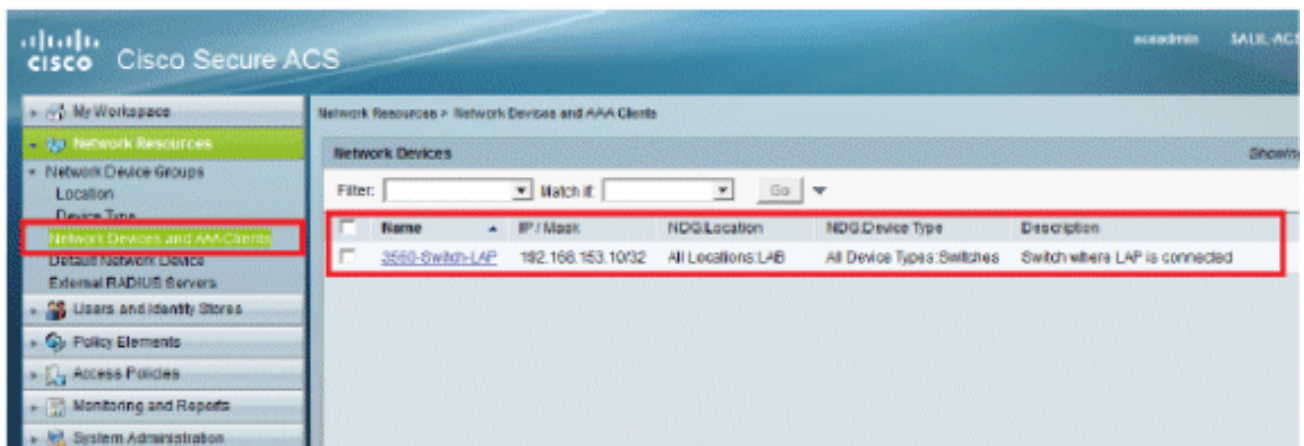 cisco Cisco Secure ACS
acsadmin SALIL-ACS
My Workspace
Network Resources
Network Device Groups
Location
Device Type
Network Devices and AAA Clients
Default Network Device
External RADIUS Servers
Users and Identity Stores
Policy Elements
Access Policies
Monitoring and Reports
System Administration
Network Resources > Network Devices and AAA Clients
Network Devices Showing
Filter: Match if: Go
Name IP / Mask NDG:Location NDG:Device Type Description
3560-Switch-LAP 192.168.153.10/32 All Locations:LAB All Device Types:Switches Switch where LAP is connected